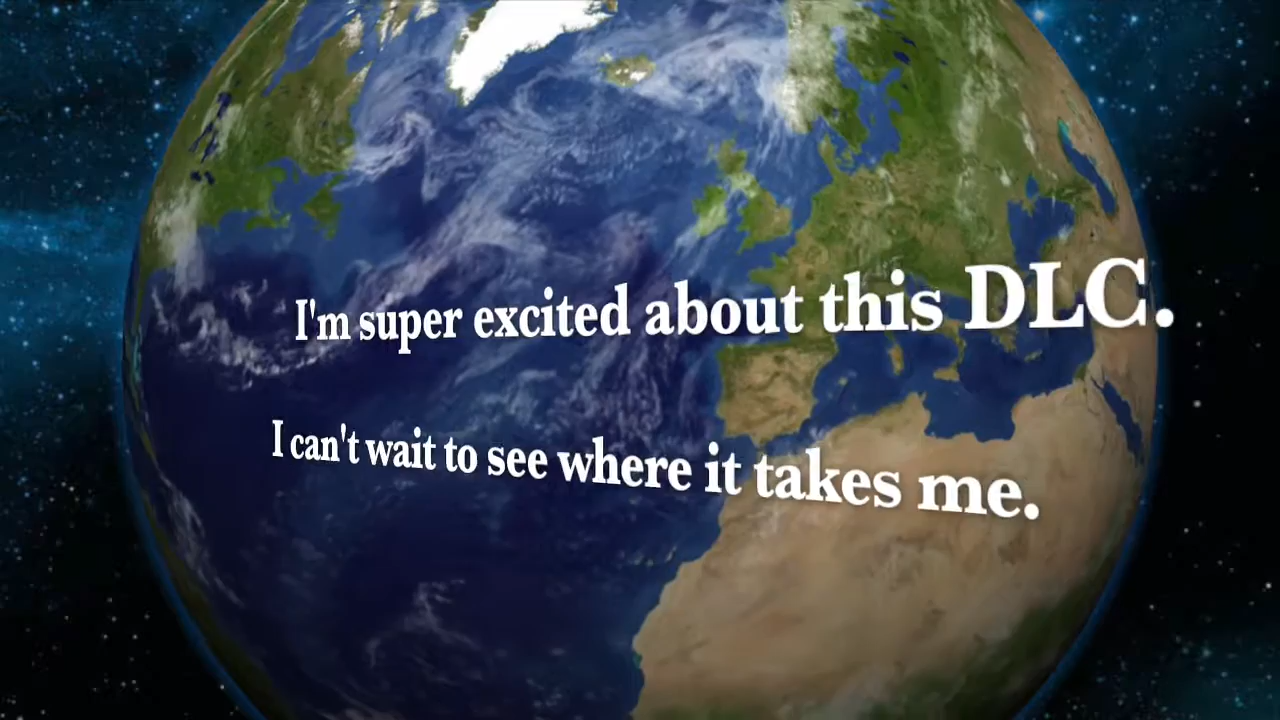 I'm super excited about this DLC.
I can't wait to see where it takes me.